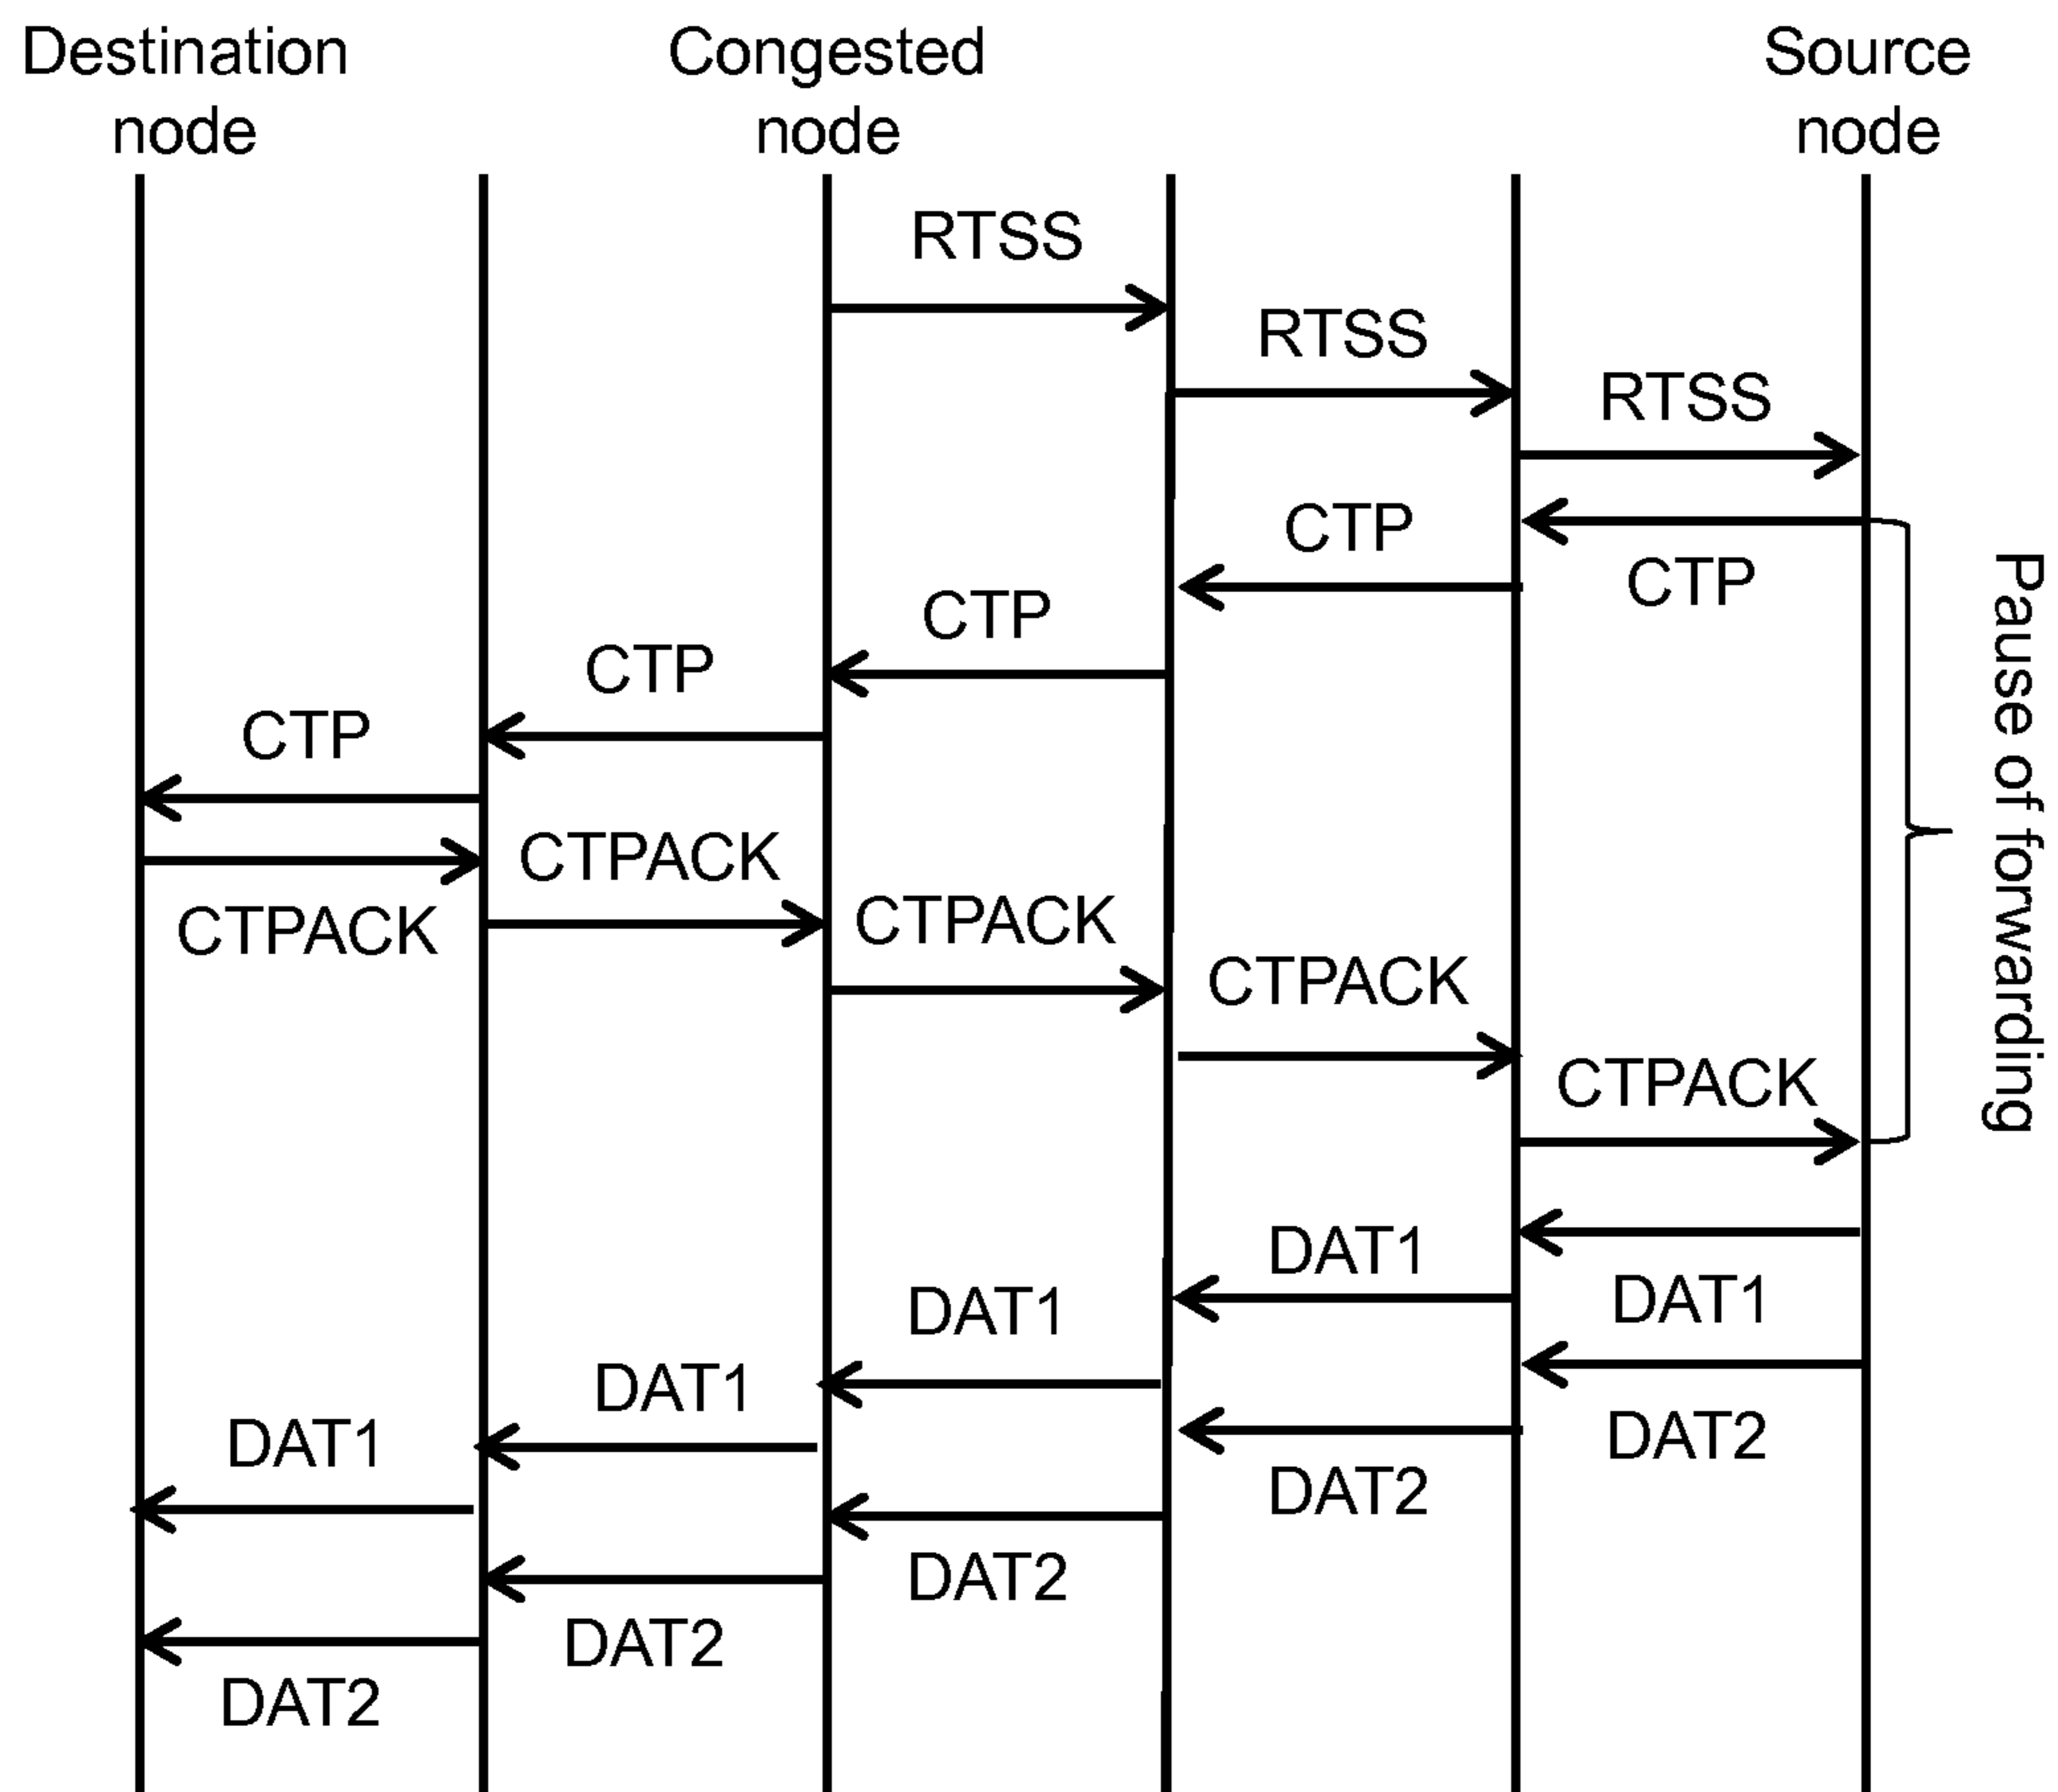 Destination
node
Congested
node
Source
node
RTSS
RTSS
RTSS
CTP
CTP
CTP
CTP
CTP
CTPACK
CTPACK
CTPACK
CTPACK
CTPACK
Pause of forwarding
DAT1
DAT1
DAT1
DAT1
DAT1
DAT2
DAT2
DAT2
DAT2
DAT2